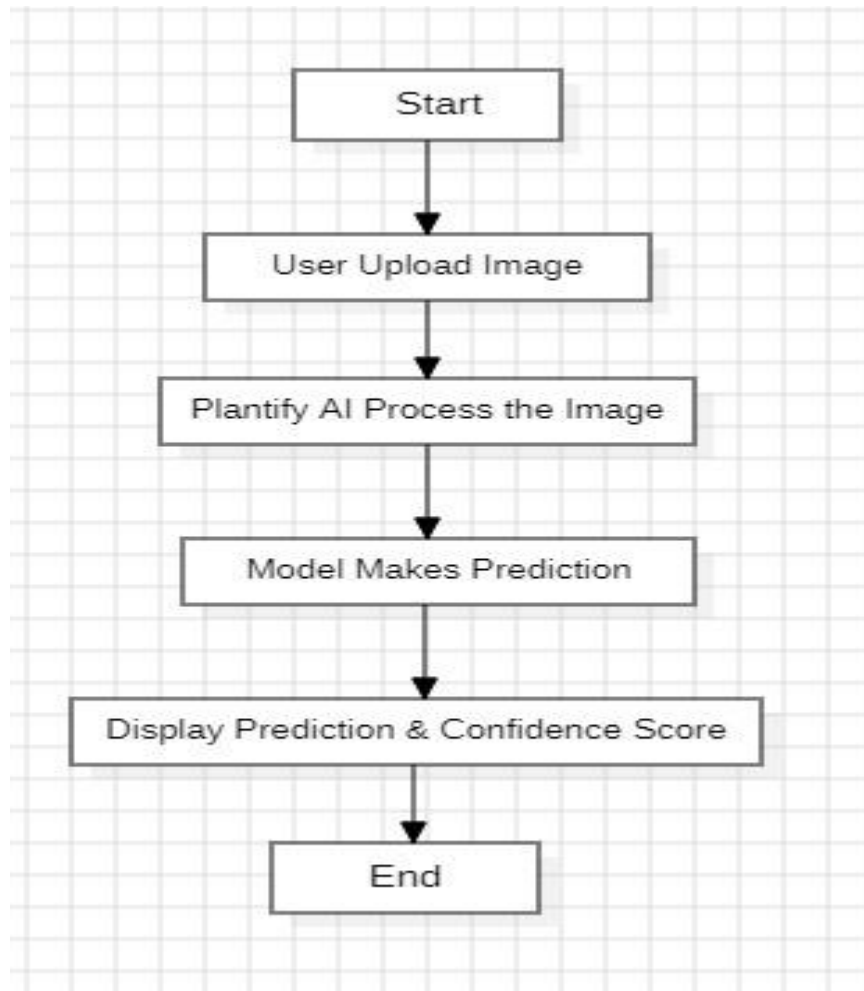 Start
User Upload Image
Plantify AI Process the Image
Model Makes Prediction
Display Prediction & Confidence Score
End